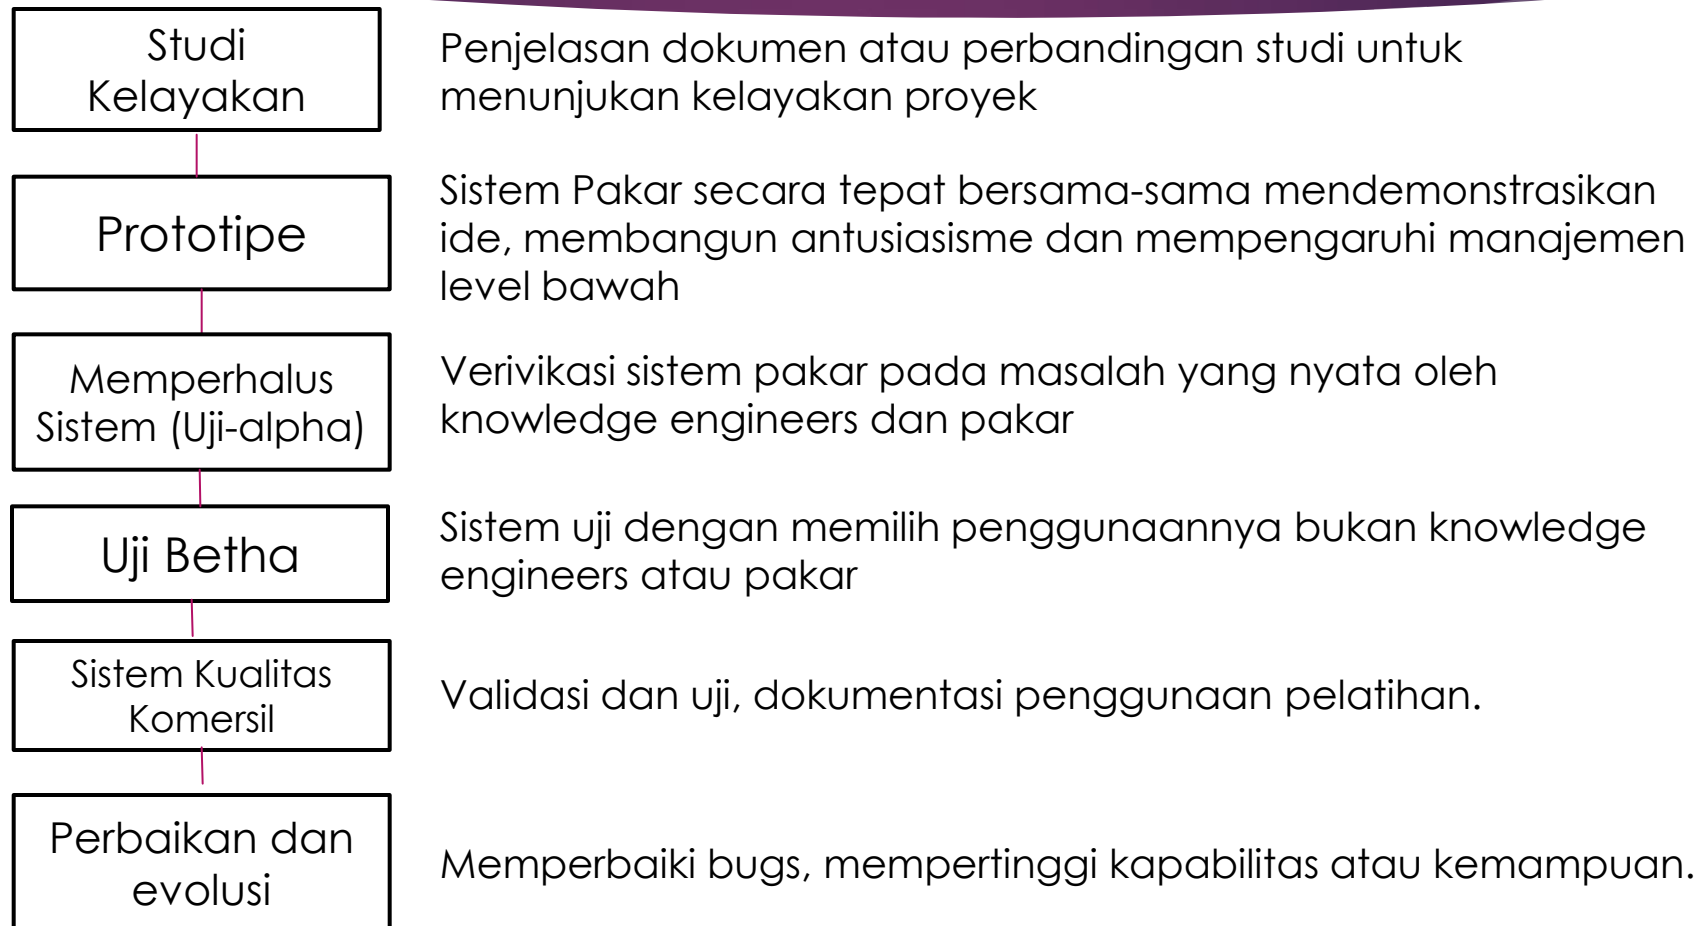 Studi
Kelayakan
Penjelasan dokumen atau perbandingan studi untuk
menunjukan kelayakan proyek
Prototipe
Sistem Pakar secara tepat bersama-sama mendemonstrasikan
ide, membangun antusiasisme dan mempengaruhi manajemen
level bawah
Memperhalus
Sistem (Uji-alpha)
Verivikasi sistem pakar pada masalah yang nyata oleh
knowledge engineers dan pakar
Uji Betha
Sistem uji dengan memilih penggunaannya bukan knowledge
engineers atau pakar
Sistem Kualitas
Komersil
Validasi dan uji, dokumentasi penggunaan pelatihan.
Perbaikan dan
evolusi
Memperbaiki bugs, mempertinggi kapabilitas atau kemampuan.